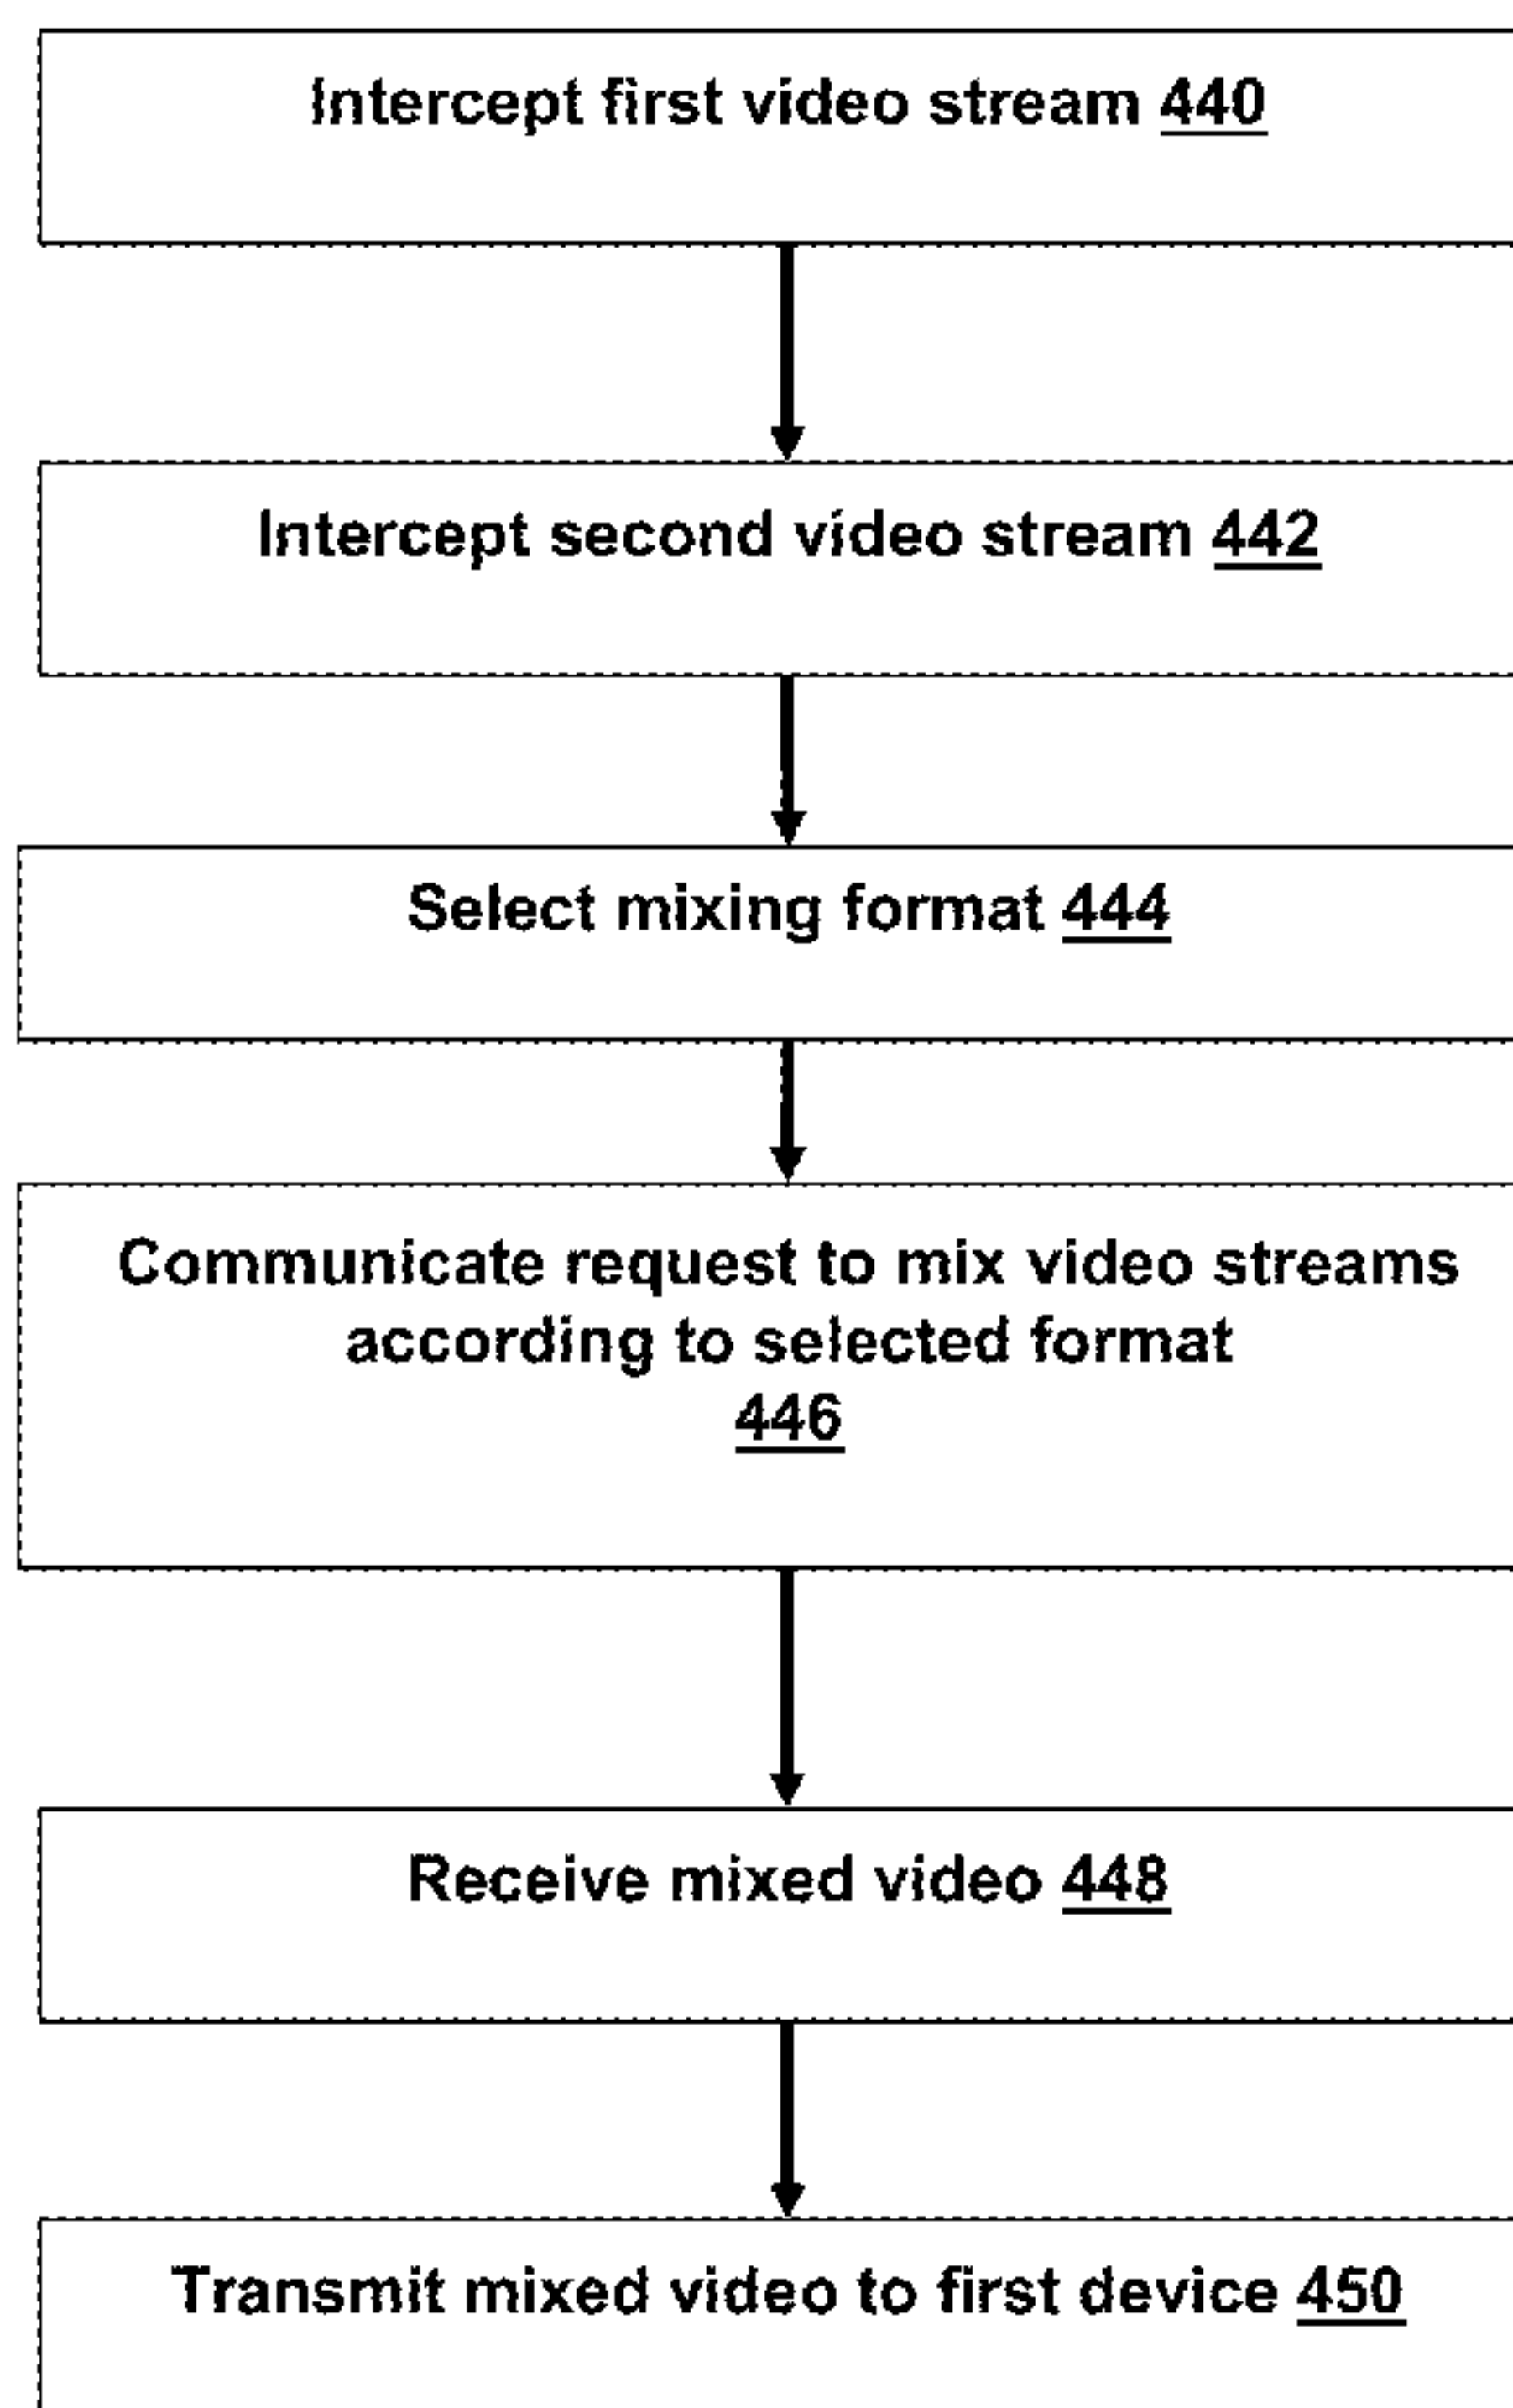 Intercept first video stream 440
Intercept second video stream 442
Select mixing format 444
Communicate request to mix video streams
according to selected format
446
Receive mixed video 448
Transmit mixed video to first device 450